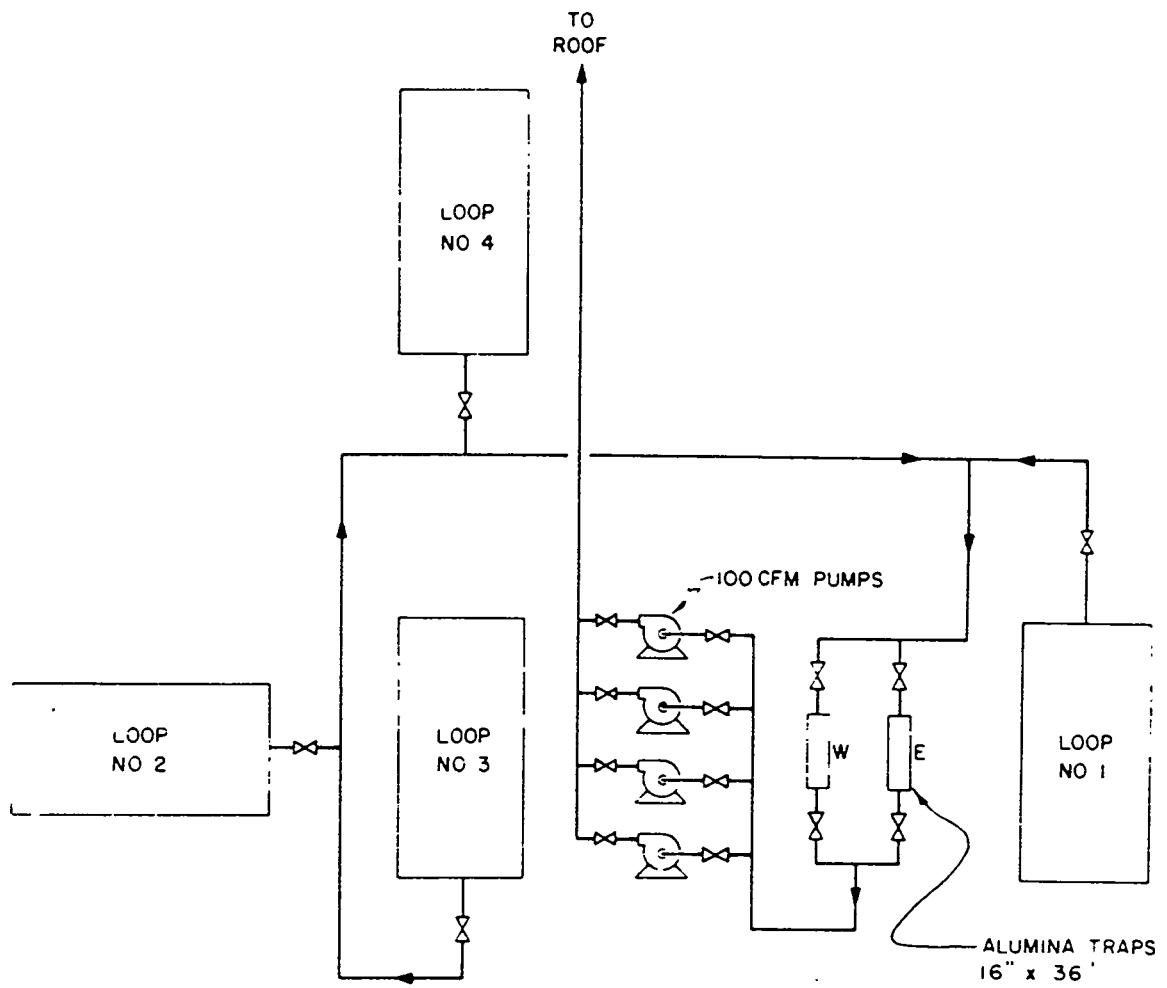 TO
ROOF
LOOP
NO 4
100 CFM PUMPS
LOOP
NO 2
LOOP
NO 3
W
E
LOOP
NO 1
ALUMINA TRAPS
16" x 36'